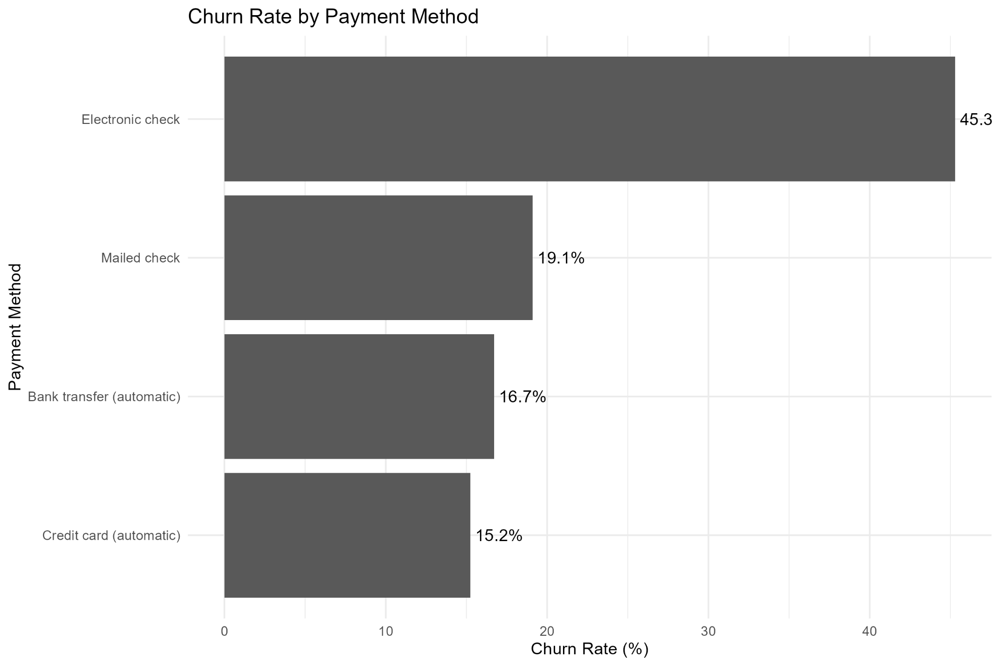 Churn Rate by Payment Method
Electronic check
45.3
Mailed check
19.1%
Payment Method
Bank transfer (automatic)
16.7%
Credit card (automatic)
15.2%
0
10
20
30
40
Churn Rate (%)